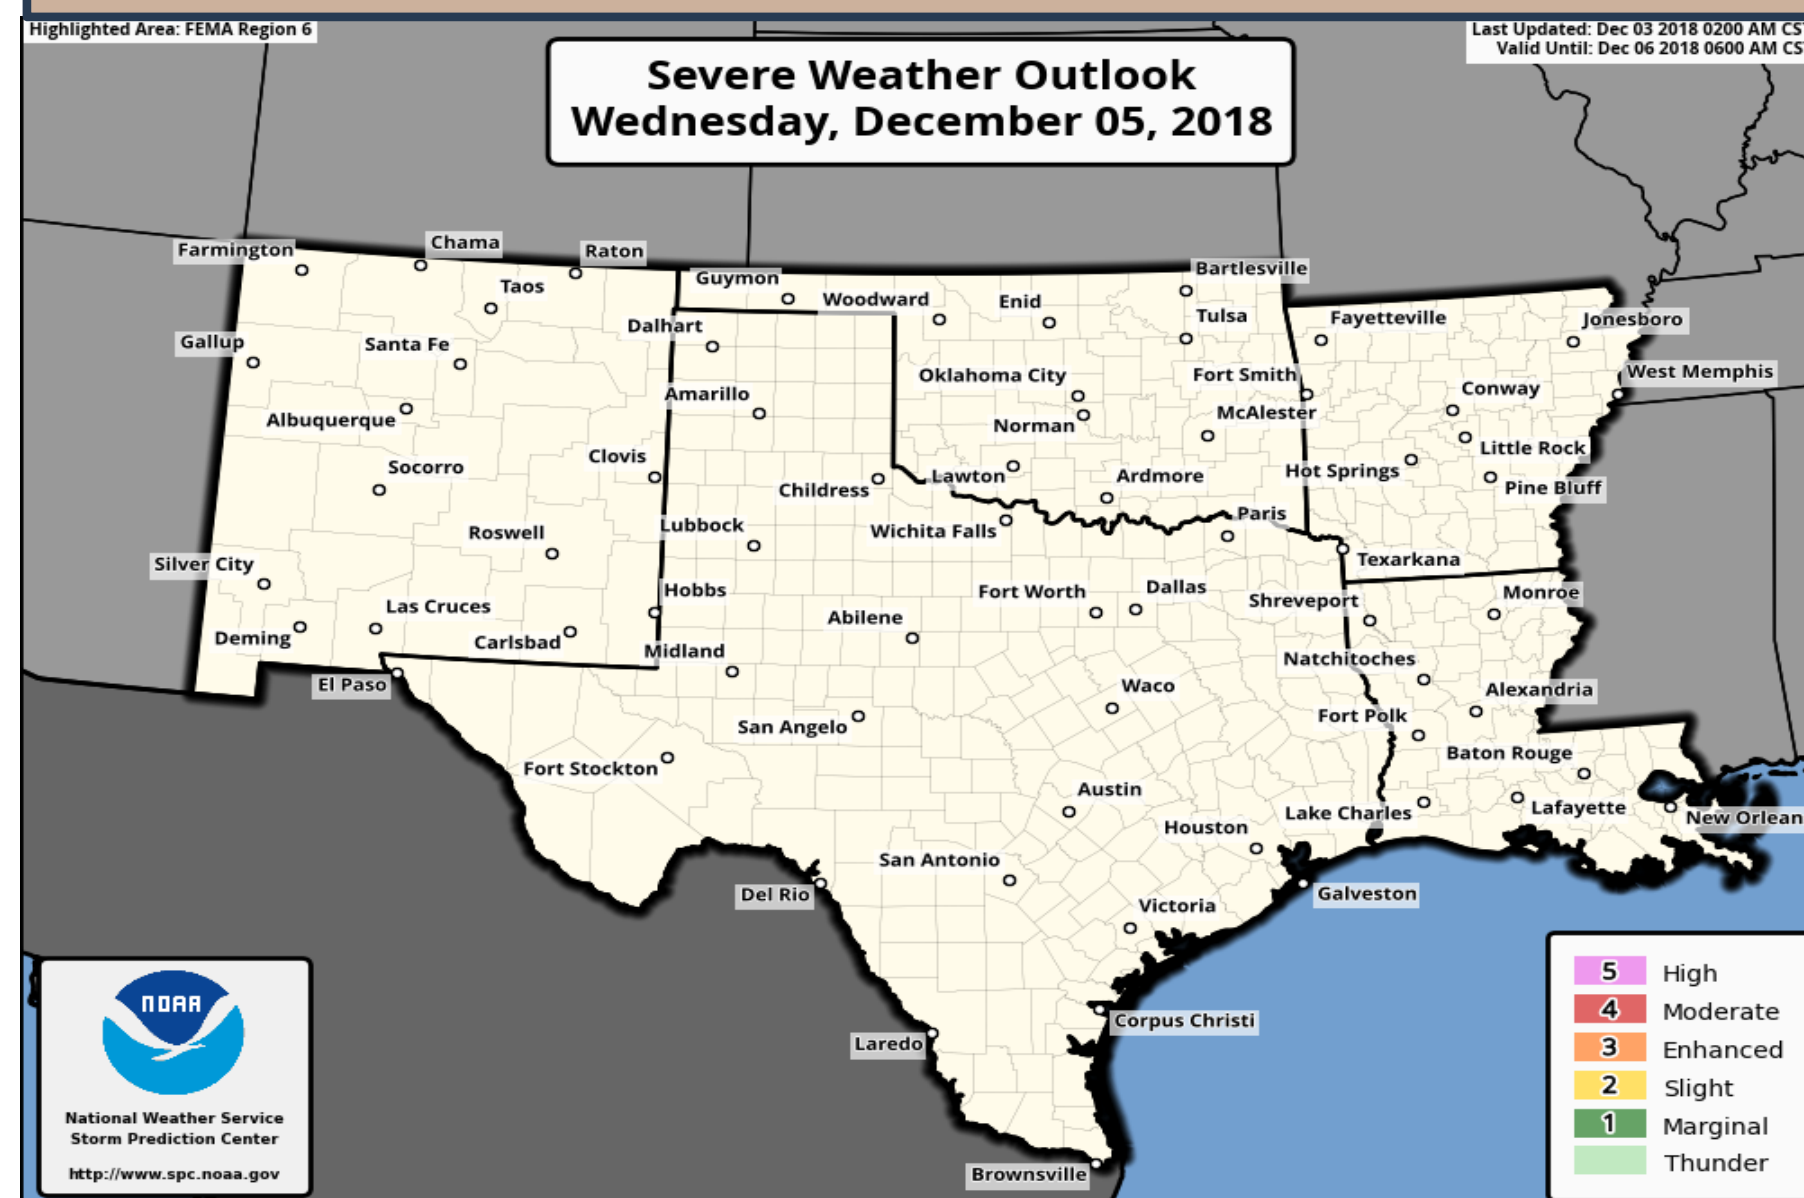 Highlighted Area: FEMA Region 6
Last Updated: Dec 03 2018 0200 AM CS
Valid Until: Dec 06 2018 0600 AM CS
Severe Weather Outlook
Wednesday, December 05, 2018
Farmington
Chama
Raton
Taos
Guymon
Woodward
Enid
Bartlesville
Tulsa
Fayetteville
Jonesboro
Gallup
Santa Fe
Dalhart
Oklahoma City
Fort Smith
West Memphis
Conway
Albuquerque
Amarillo
Norman
McAlester
Little Rock
Socorro
Clovis
Childress
Lawton
Ardmore
Hot Springs
Pine Bluff
Roswell
Lubbock
Wichita Falls
Paris
Texarkana
Silver City
Las Cruces
Hobbs
Fort Worth
Dallas
Shreveport
Monroe
Deming
Carlsbad
Midland
Abilene
Natchitoches
El Paso
Waco
Alexandria
San Angelo
Fort Polk
Fort Stockton
Baton Rouge
Austin
Houston
Lake Charles
Lafayette
New Orlean
San Antonio
Del Rio
Galveston
Victoria
Corpus Christi
Laredo
Brownsville
NOAA
National Weather Service
Storm Prediction Center
http://www.spc.noaa.gov
5 High
4 Moderate
3 Enhanced
2 Slight
1 Marginal
Thunder